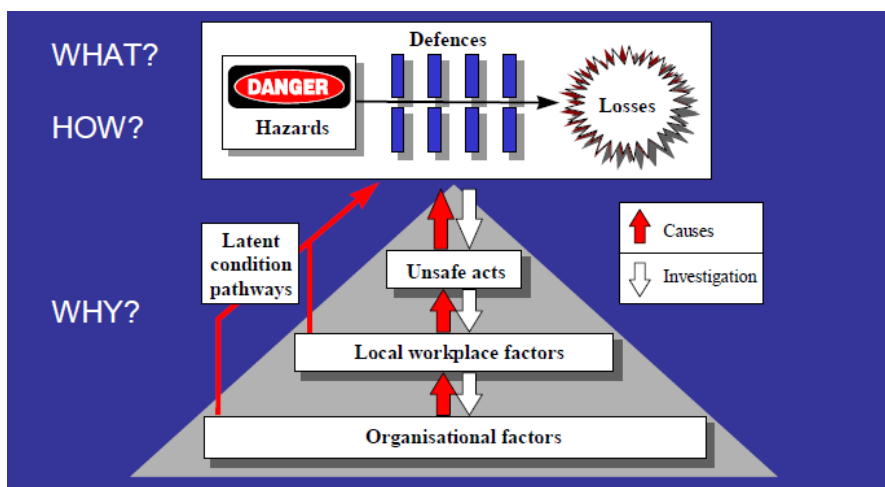 WHAT?
HOW?
WHY?
Defences
DANGER
Hazards
Losses
Latent
condition
pathways
Unsafe acts
Local workplace factors
Organisational factors
Causes
Investigation